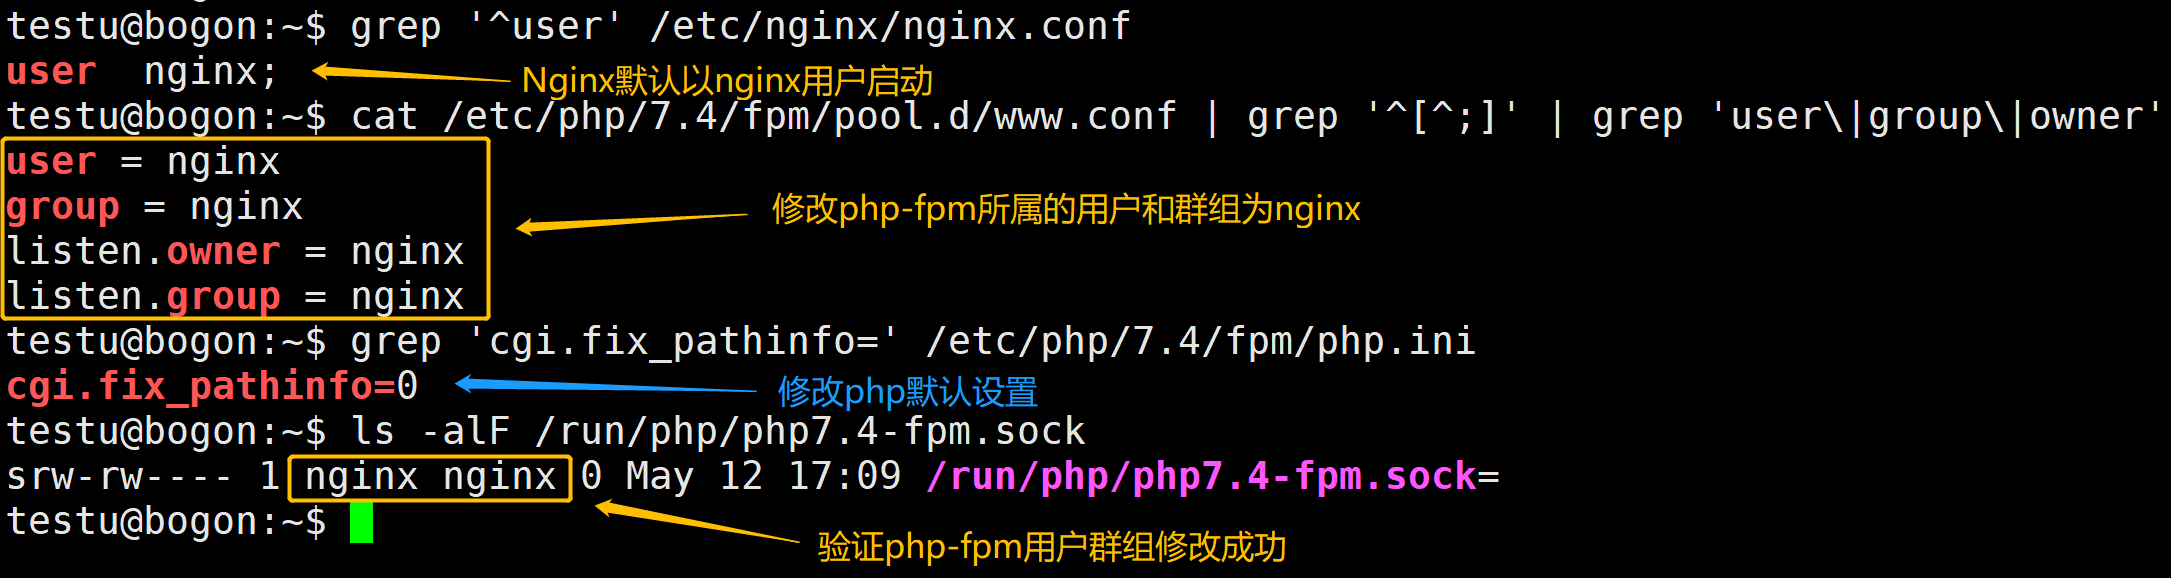 testu@bogon:~$ grep '^user' /etc/nginx/nginx.conf
user  nginx;
Nginx默认以nginx用户启动
testu@bogon:~$ cat /etc/php/7.4/fpm/pool.d/www.conf | grep '^[^;]' | grep 'user\|group\|owner'
user = nginx
group = nginx
修改php-fpm所属的用户和群组为nginx
listen.owner = nginx
listen.group = nginx
testu@bogon:~$ grep 'cgi.fix_pathinfo=' /etc/php/7.4/fpm/php.ini
cgi.fix_pathinfo=0
修改php默认设置
testu@bogon:~$ ls -alF /run/php/php7.4-fpm.sock
srw-rw---- 1 nginx nginx 0 May 12 17:09 /run/php/php7.4-fpm.sock=
testu@bogon:~$
验证php-fpm用户群组修改成功